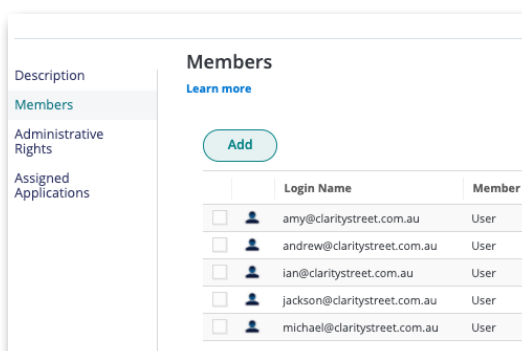 Description
Members
Administrative
Rights
Assigned
Applications
Members
Learn more
Add
Login Name Member
amy@claritystreet.com.au User
andrew@claritystreet.com.au User
ian@claritystreet.com.au User
jackson@claritystreet.com.au User
michael@claritystreet.com.au User